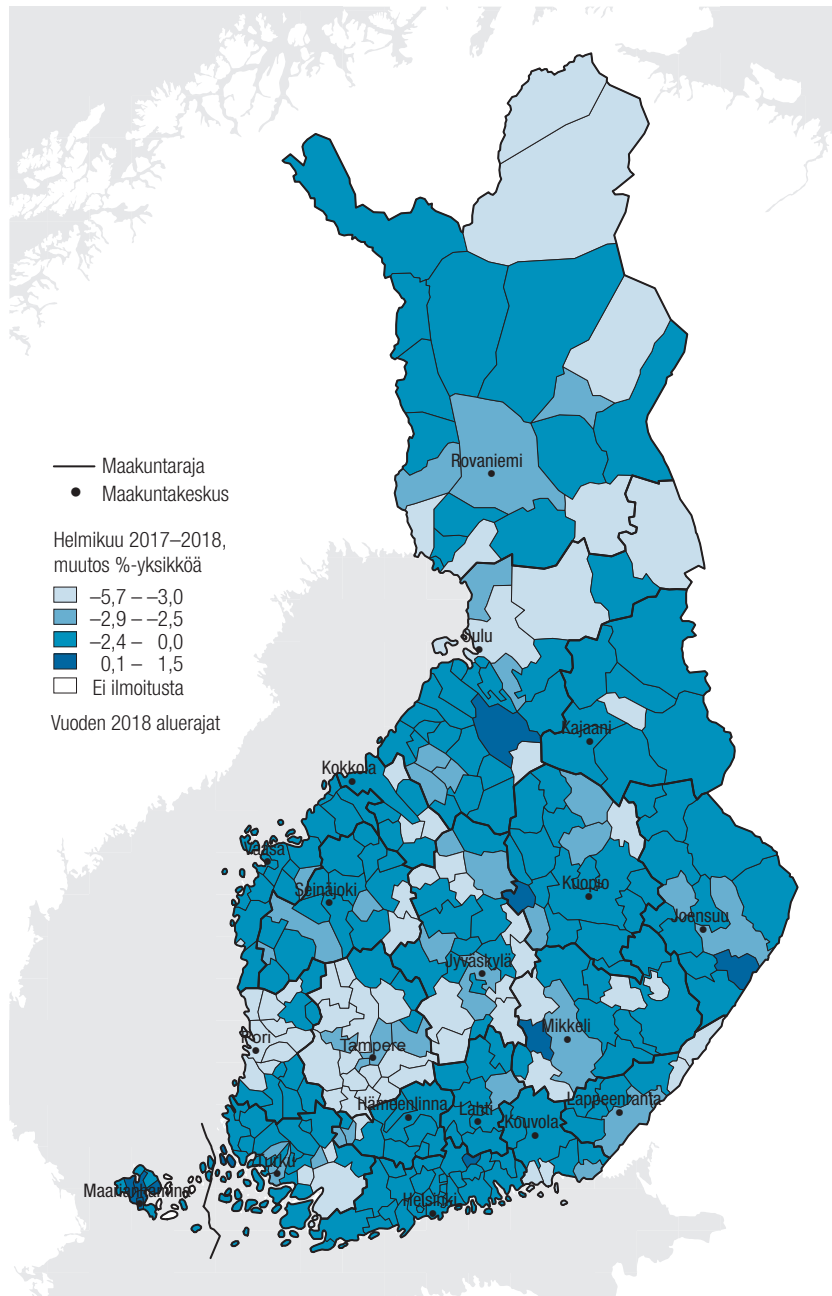 Rovaniemi
Maakuntaraja
Maakuntakeskus
Helmikuu 2017–2018,
muutos %-yksikköä
–5,7 – –3,0
–2,9 – –2,5
–2,4 – 0,0
0,1 – 1,5
Ei ilmoitusta
Vuoden 2018 aluerajat
Oulu
Kajaani
Kokkola
Vaasa
Seinäjoki
Kuopio
Joensuu
Jyväskylä
Pori
Tampere
Mikkeli
Hämeenlinna
Lahti
Kouvola
Lappeenranta
Turku
Maarianhamina
Helsinki